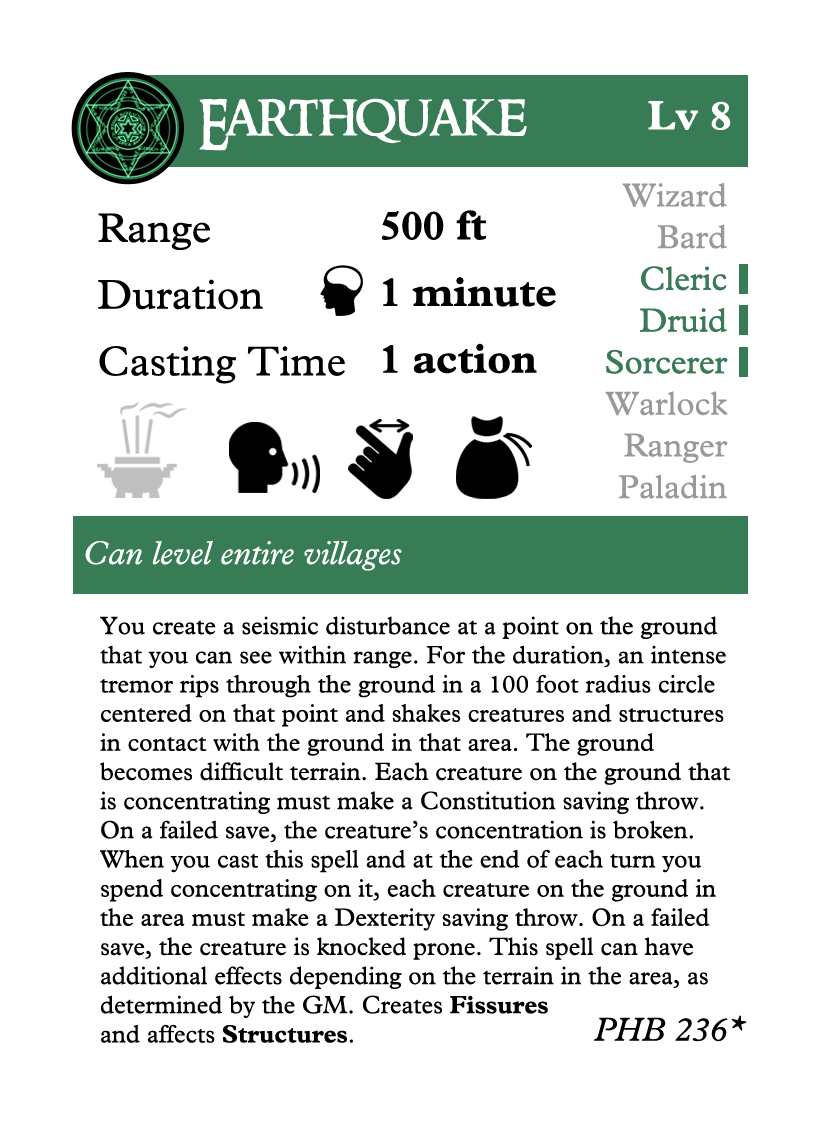 EARTHQUAKE Lv 8
Wizard
Range 500 ft
Bard
Cleric
Duration 1 minute
Druid
Casting Time 1 action
Sorcerer
Warlock
Ranger
Paladin
Can level entire villages
You create a seismic disturbance at a point on the ground
that you can see within range. For the duration, an intense
tremor rips through the ground in a 100 foot radius circle
centered on that point and shakes creatures and structures
in contact with the ground in that area. The ground
becomes difficult terrain. Each creature on the ground that
is concentrating must make a Constitution saving throw.
On a failed save, the creature’s concentration is broken.
When you cast this spell and at the end of each turn you
spend concentrating on it, each creature on the ground in
the area must make a Dexterity saving throw. On a failed
save, the creature is knocked prone. This spell can have
additional effects depending on the terrain in the area, as
determined by the GM. Creates Fissures
and affects Structures.
PHB 236*